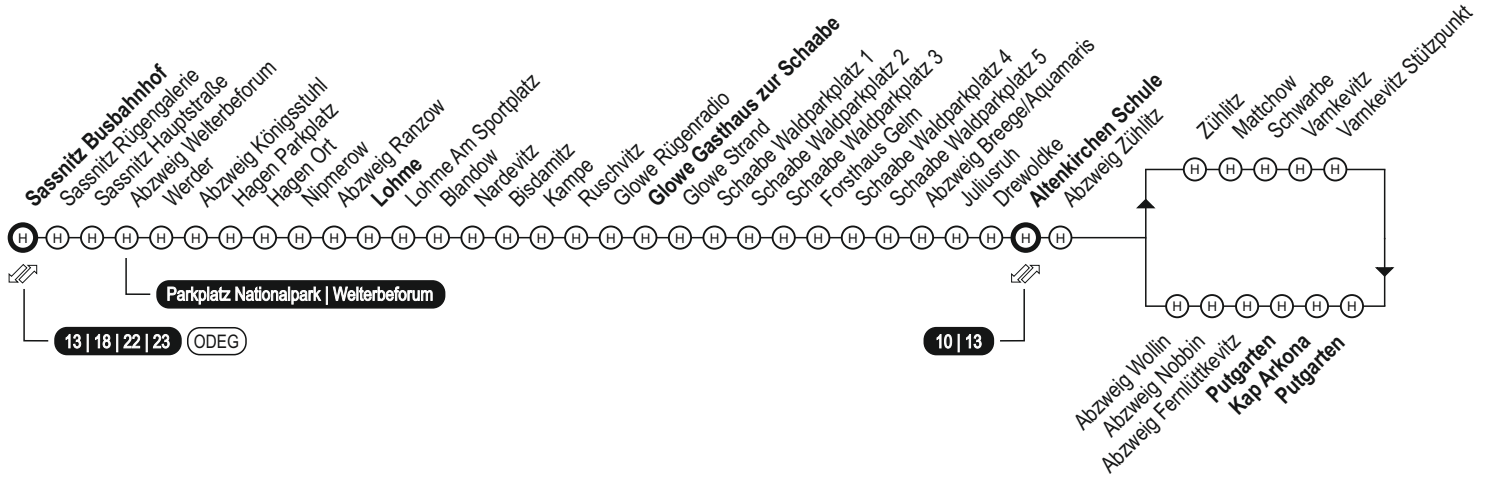 Sassnitz Busbahnhof
Sassnitz Rügengalerie
Sassnitz Hauptstraße
Abzweig Welterbeforum
Werder
Abzweig Königsstuhl
Hagen Parkplatz
Hagen Ort
Nipmerow
Abzweig Ranzow
Lohme
Lohme Am Sportplatz
Blandow
Nardevitz
Bisdamitz
Kampe
Ruschvitz
Glowe Rügenradio
Glowe Gasthaus zur Schaabe
Glowe Strand
Schaabe Waldparkplatz 1
Schaabe Waldparkplatz 2
Schaabe Waldparkplatz 3
Forsthaus Gelm
Schaabe Waldparkplatz 4
Schaabe Waldparkplatz 5
Abzweig Breege/Aquamaris
Juliusruh
Drewoldke
Altenkirchen Schule
Abzweig Zühlitz
Zühlitz
Mattchow
Schwarbe
Varnkevitz
Varnkevitz Stützpunkt
H H H H H
H H H H H H H H H H H H H H H H H H H H H H H H H H H H H H H
Parkplatz Nationalpark | Welterbeforum
H H H H H H
13 | 18 | 22 | 23 ODEG
10 | 13
Abzweig Wollin
Abzweig Nobbin
Abzweig Fernlüttkevitz
Putgarten
Kap Arkona
Putgarten